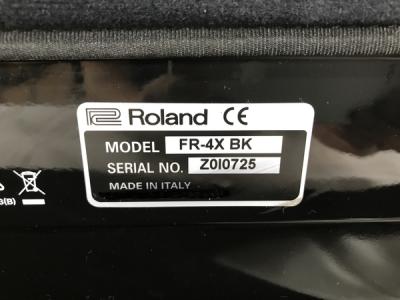 Roland CE
MODEL FR-4X BK
SERIAL NO. Z0I0725
MADE IN ITALY